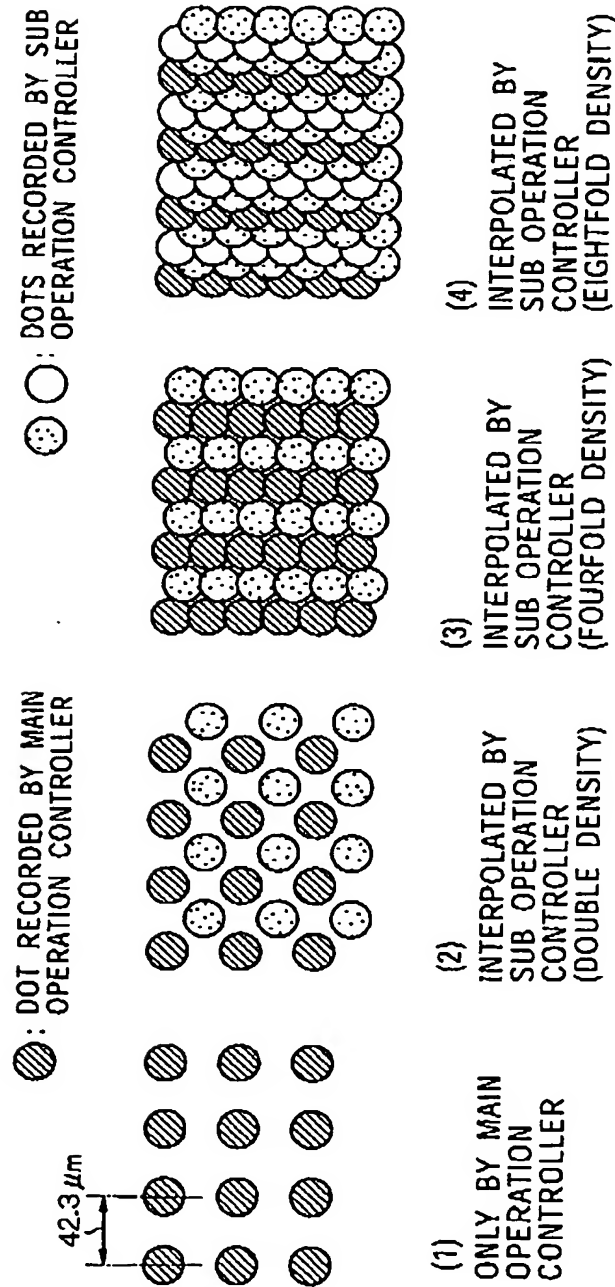 : DOT RECORDED BY MAIN
OPERATION CONTROLLER
: DOTS RECORDED BY SUB
OPERATION CONTROLLER
42.3 μm
(1)
ONLY BY MAIN
OPERATION
CONTROLLER
(2)
INTERPOLATED BY
SUB OPERATION
CONTROLLER
(DOUBLE DENSITY)
(3)
INTERPOLATED BY
SUB OPERATION
CONTROLLER
(FOURFOLD DENSITY)
(4)
INTERPOLATED BY
SUB OPERATION
CONTROLLER
(EIGHTFOLD DENSITY)